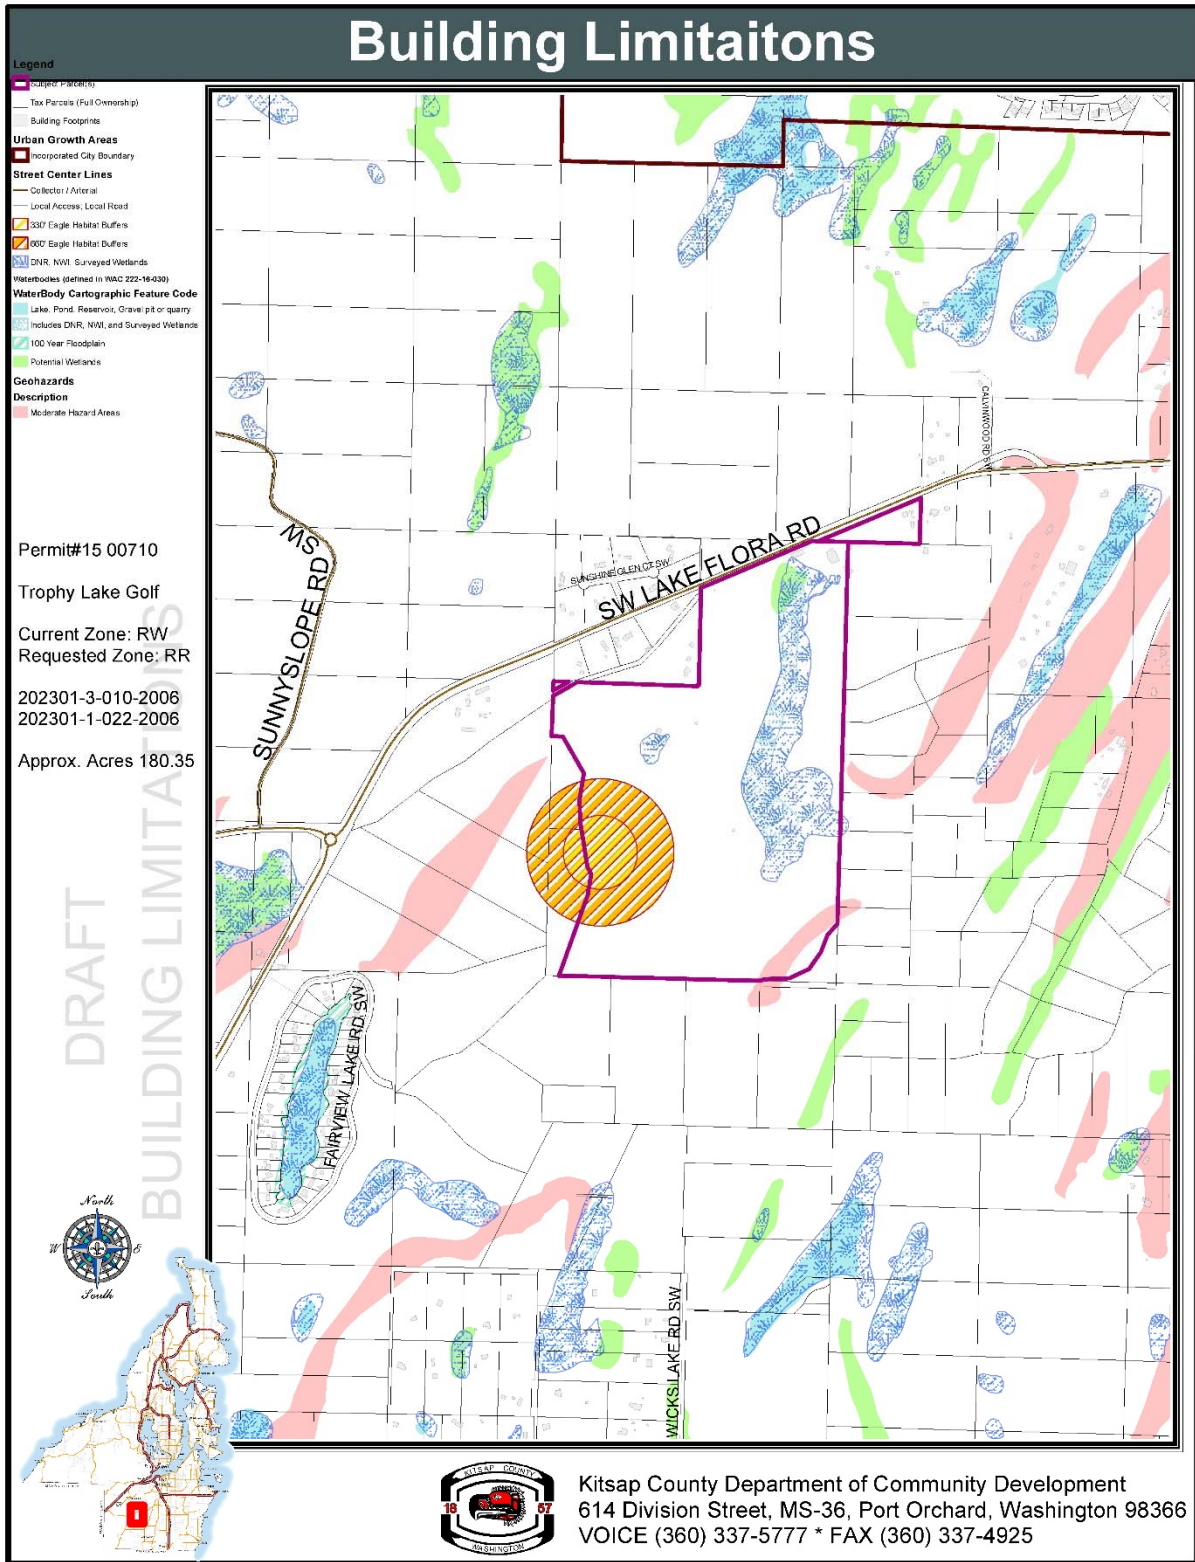 Building Limitaitons
Legend
Subject Parcel(s)
Tax Parcels (Full Ownership)
Building Footprints
Urban Growth Areas
Incorporated City Boundary
Street Center Lines
Collector / Arterial
Local Access; Local Road
330' Eagle Habitat Buffers
660' Eagle Habitat Buffers
DNR, NWI, Surveyed Wetlands
Waterbodies (defined in WAC 222-16-030)
WaterBody Cartographic Feature Code
Lake, Pond, Reservoir, Gravel pit or quarry
Includes DNR, NWI, and Surveyed Wetlands
100 Year Floodplain
Potential Wetlands
Geohazards
Description
Moderate Hazard Areas
Permit#15 00710
Trophy Lake Golf
Current Zone: RW
Requested Zone: RR
202301-3-010-2006
202301-1-022-2006
Approx. Acres 180.35
DRAFT
BUILDING LIMITATIONS
CALVINWOOD RD SW
SW LAKE FLORA RD
SUNSHINE GLEN CT SW
SUNNYSLOPE RD SW
FAIRVIEW LAKE RD SW
WICKS LAKE RD SW
North
W
E
South
KITSAP COUNTY
18 57
WASHINGTON
Kitsap County Department of Community Development
614 Division Street, MS-36, Port Orchard, Washington 98366
VOICE (360) 337-5777 * FAX (360) 337-4925